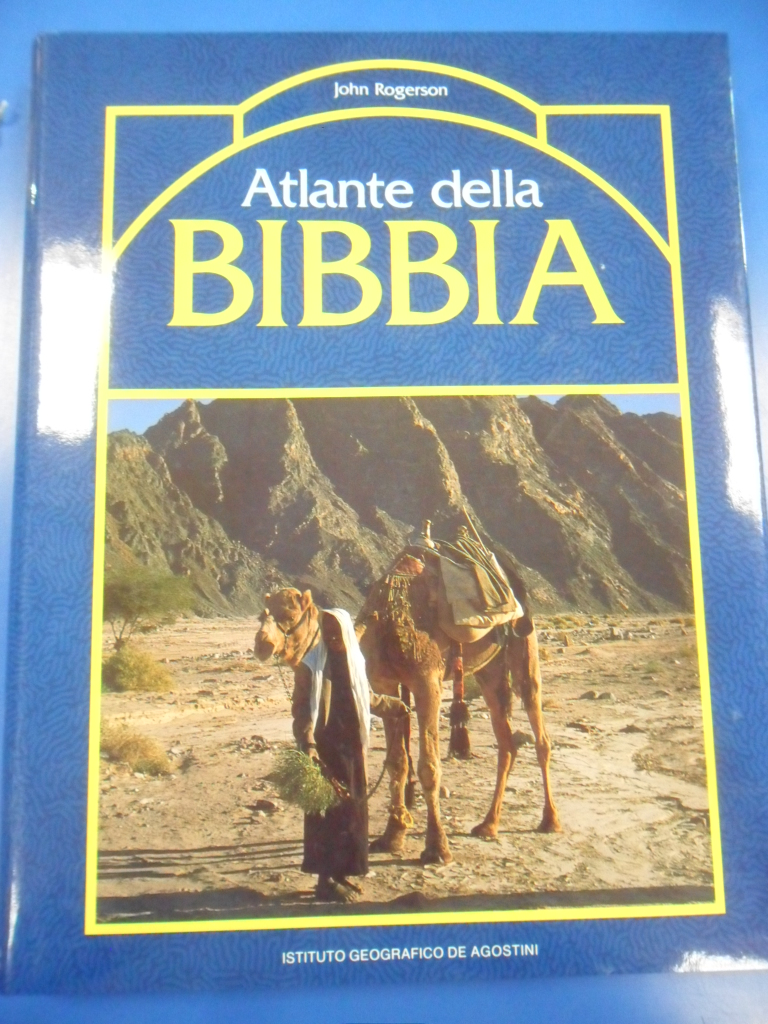 John Rogerson
Atlante della
BIBBIA
ISTITUTO GEOGRAFICO DE AGOSTINI